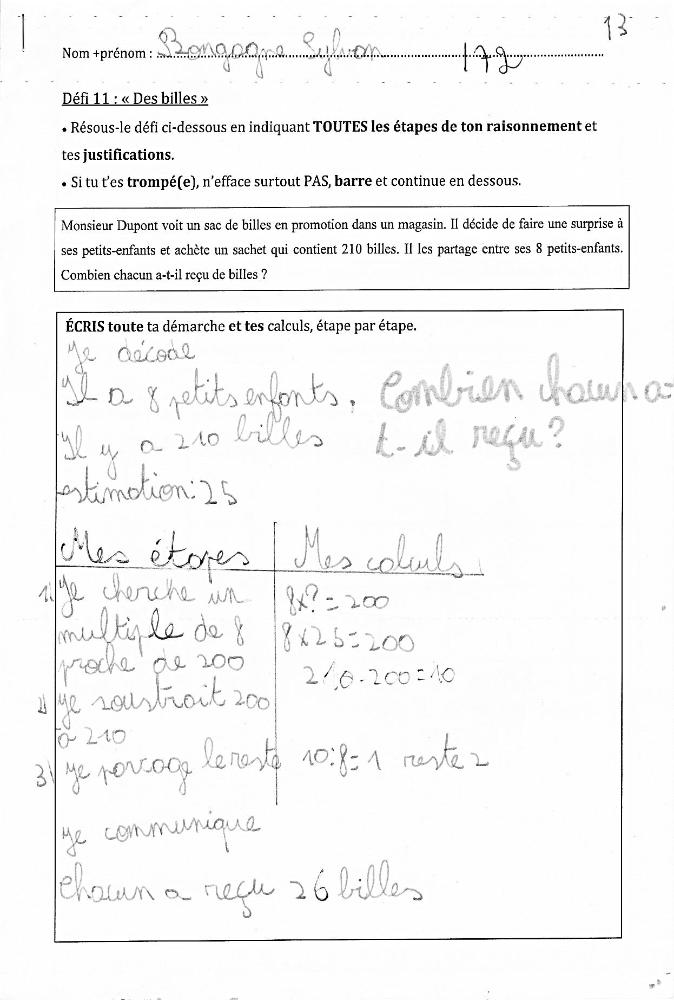 13
Nom +prénom : Bongogne Sylvon 172
Défi 11 : « Des billes »
• Résous-le défi ci-dessous en indiquant TOUTES les étapes de ton raisonnement et
tes justifications.
• Si tu t'es trompé(e), n'efface surtout PAS, barre et continue en dessous.
Monsieur Dupont voit un sac de billes en promotion dans un magasin. Il décide de faire une surprise à
ses petits-enfants et achète un sachet qui contient 210 billes. Il les partage entre ses 8 petits-enfants.
Combien chacun a-t-il reçu de billes ?
ÉCRIS toute ta démarche et tes calculs, étape par étape.
Je décode
Il a 8 petits enfants. Combien chacun a-
Il y a 210 billes t-il reçu?
estimation: 25
Mes étapes Mes calculs
1) Je cherche un 8x?=200
multiple de 8 8x25=200
proche de 200 210-200=10
2) je soustrait 200
à 210
3) je partage le reste 10:8=1 reste 2
je communique
Chacun a reçu 26 billes